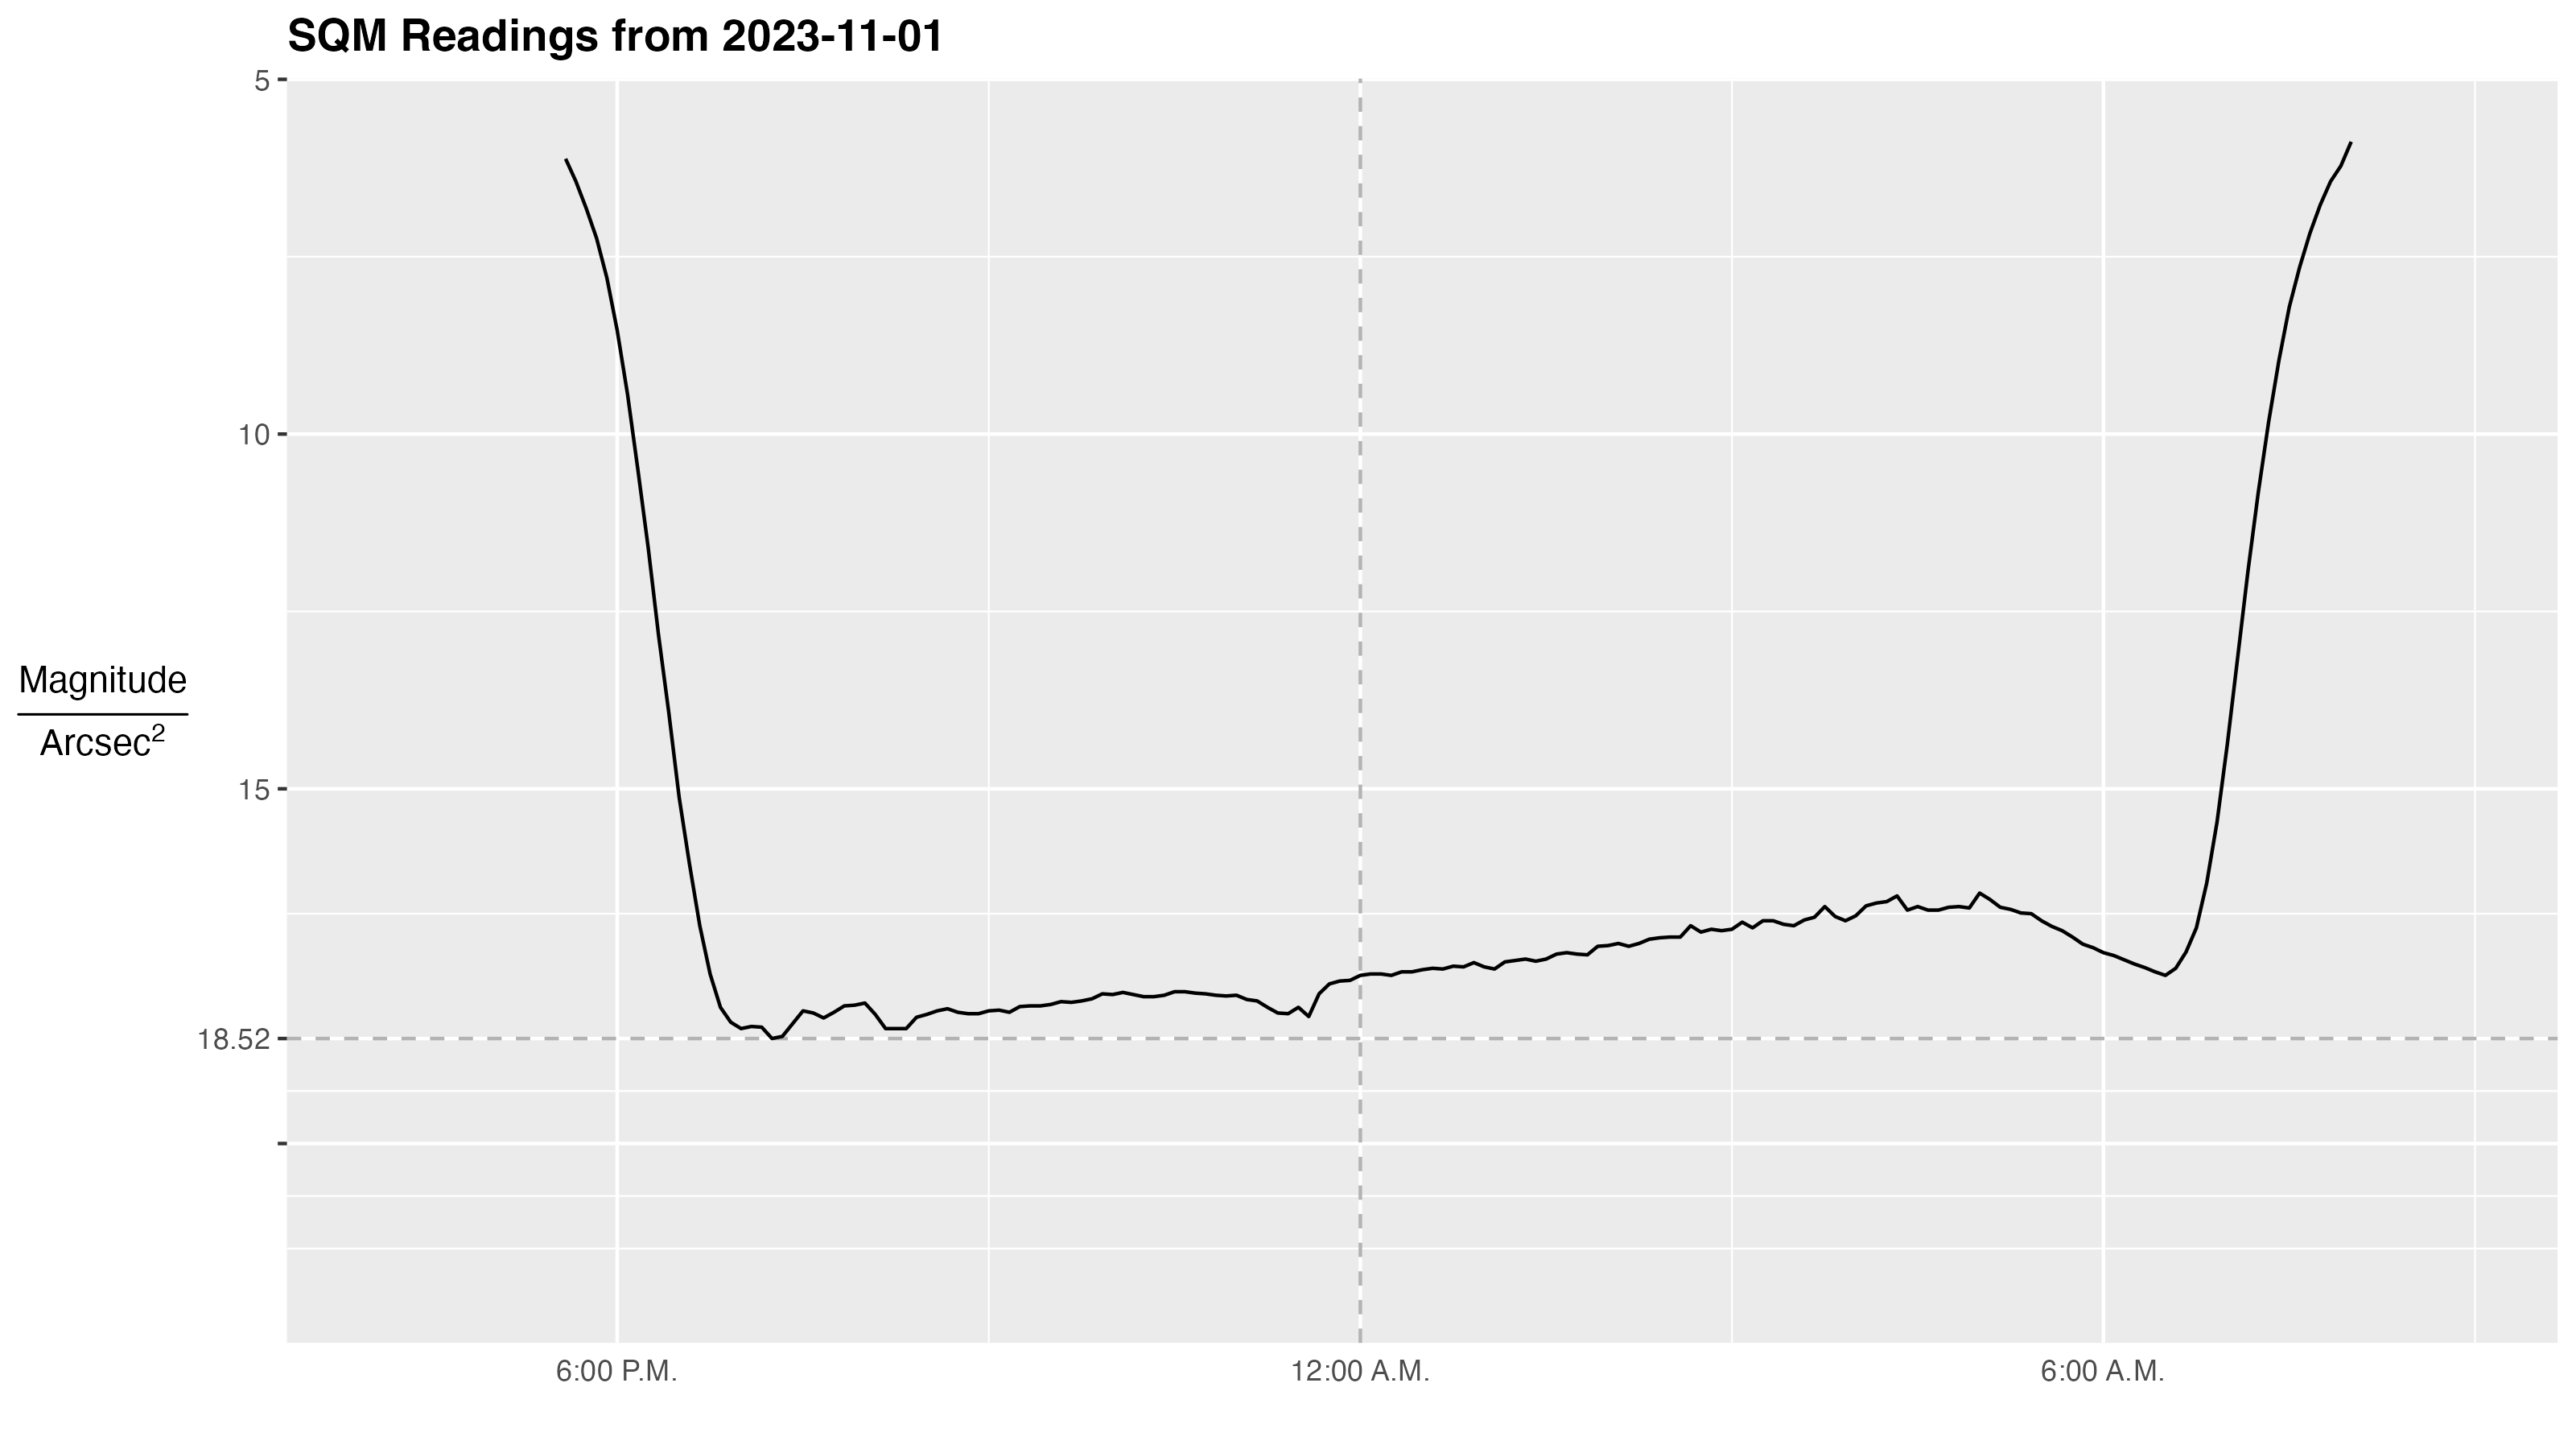 SQM Readings from 2023-11-01
5
10
15
18.52
Magnitude
Arcsec²
6:00 P.M.
12:00 A.M.
6:00 A.M.